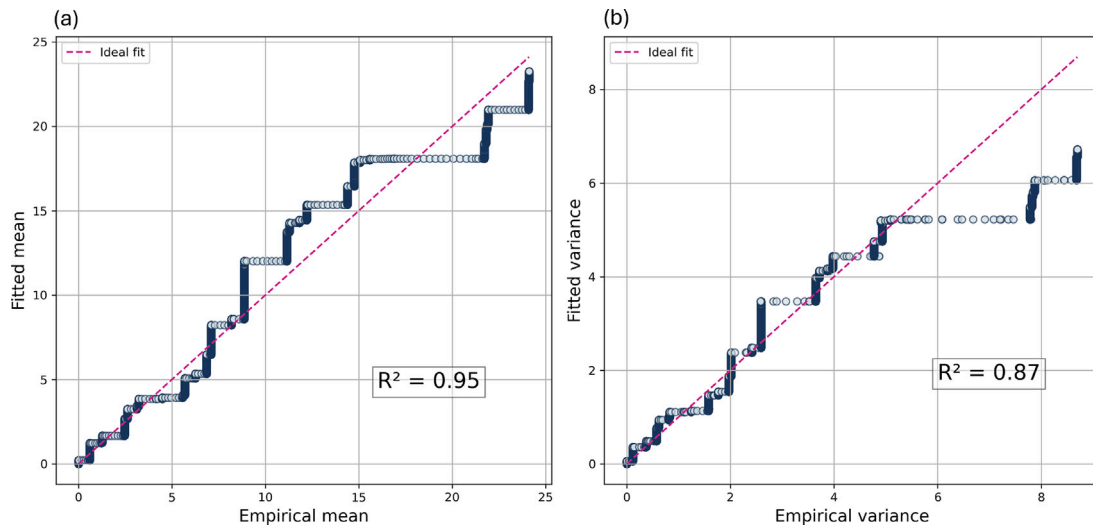 (a)
Ideal fit
25
20
15
10
5
0
Fitted mean
R² = 0.95
0 5 10 15 20 25
Empirical mean
(b)
Ideal fit
8
6
4
2
0
Fitted variance
R² = 0.87
0 2 4 6 8
Empirical variance